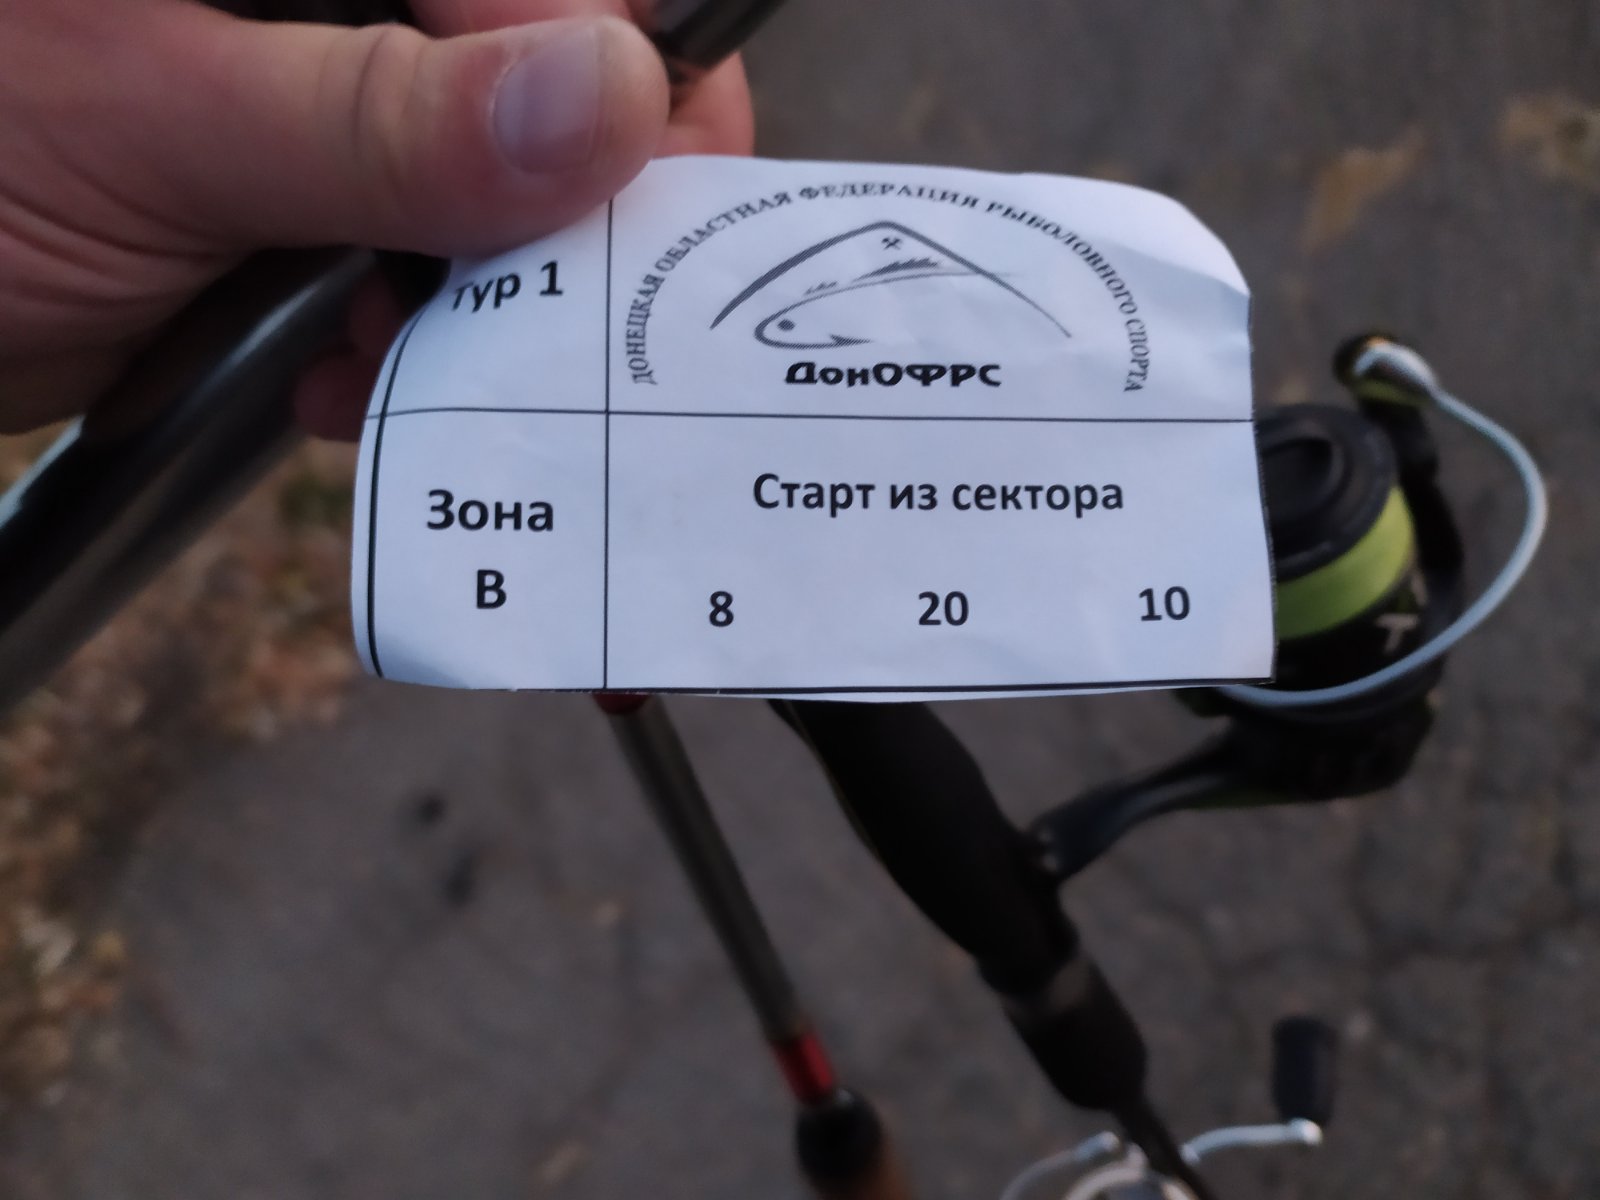 Тур 1
ДОНЕЦКАЯ ОБЛАСТНАЯ ФЕДЕРАЦИЯ РЫБОЛОВНОГО СПОРТА
ДонОФРС
Зона
В
Старт из сектора
8 20 10